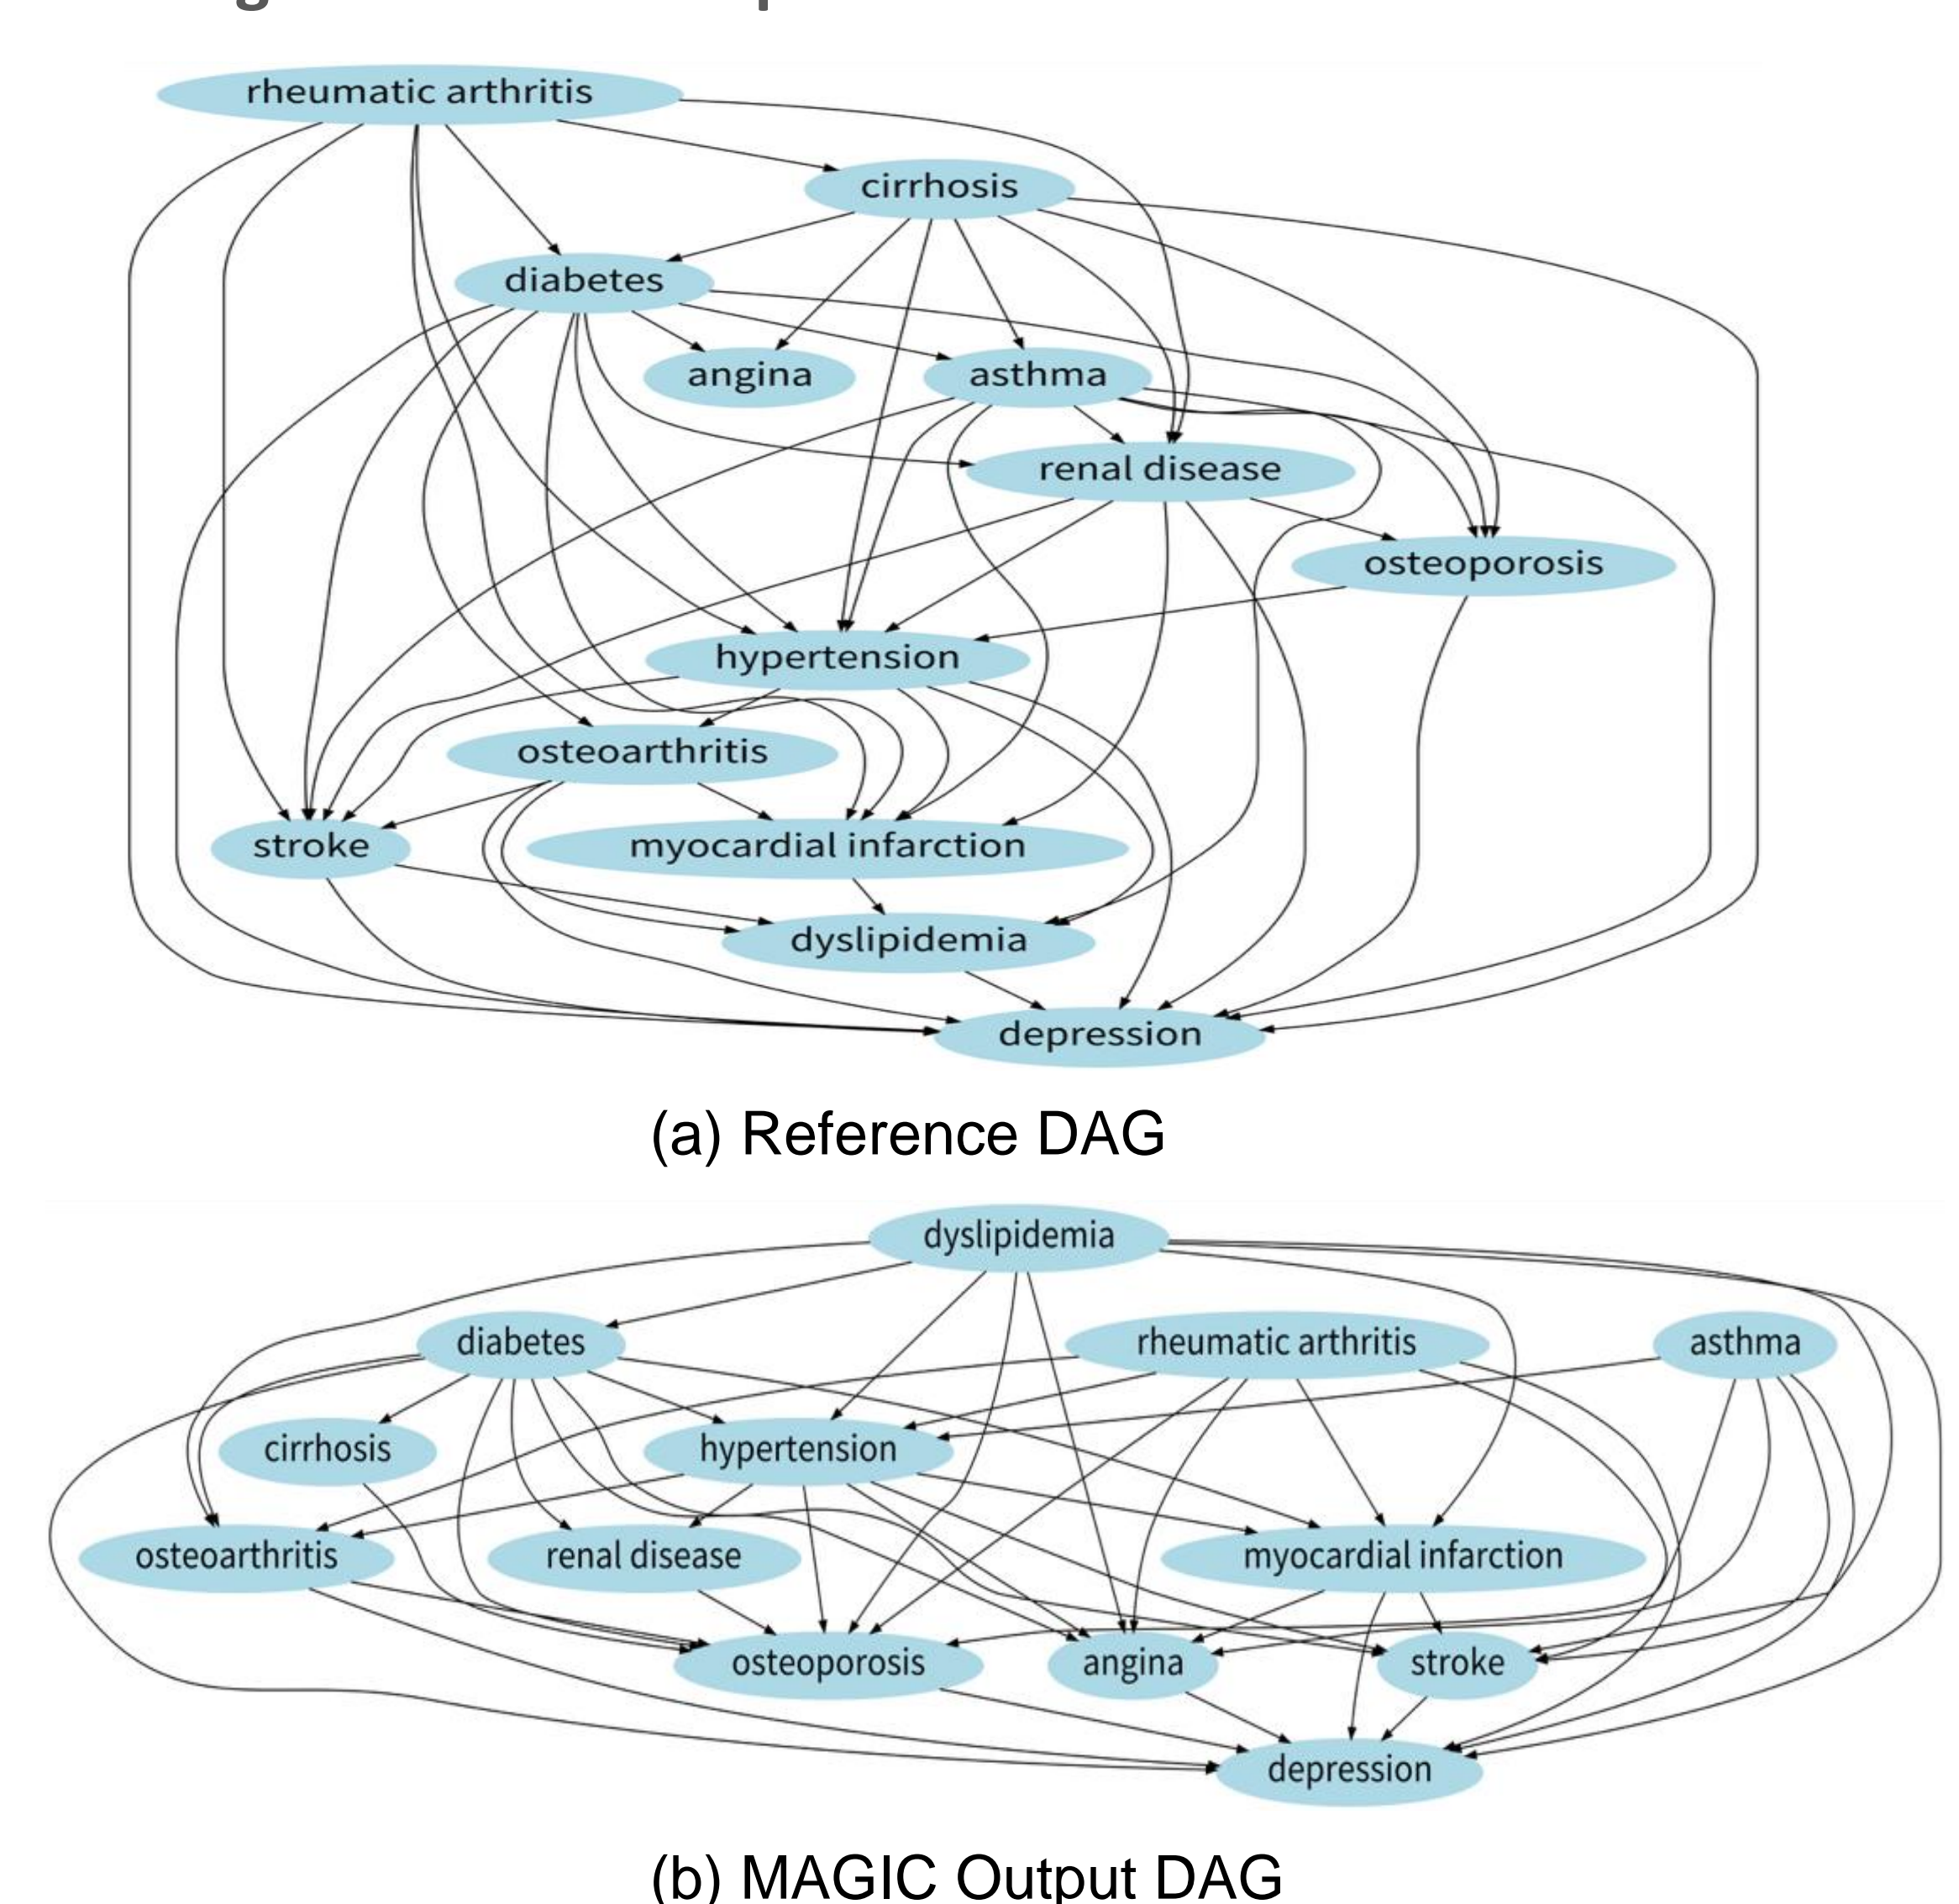 rheumatic arthritis
cirrhosis
diabetes
angina
asthma
renal disease
osteoporosis
hypertension
osteoarthritis
stroke
myocardial infarction
dyslipidemia
depression
(a) Reference DAG
dyslipidemia
diabetes
rheumatic arthritis
asthma
cirrhosis
hypertension
osteoarthritis
renal disease
myocardial infarction
osteoporosis
angina
stroke
depression
(b) MAGIC Output DAG